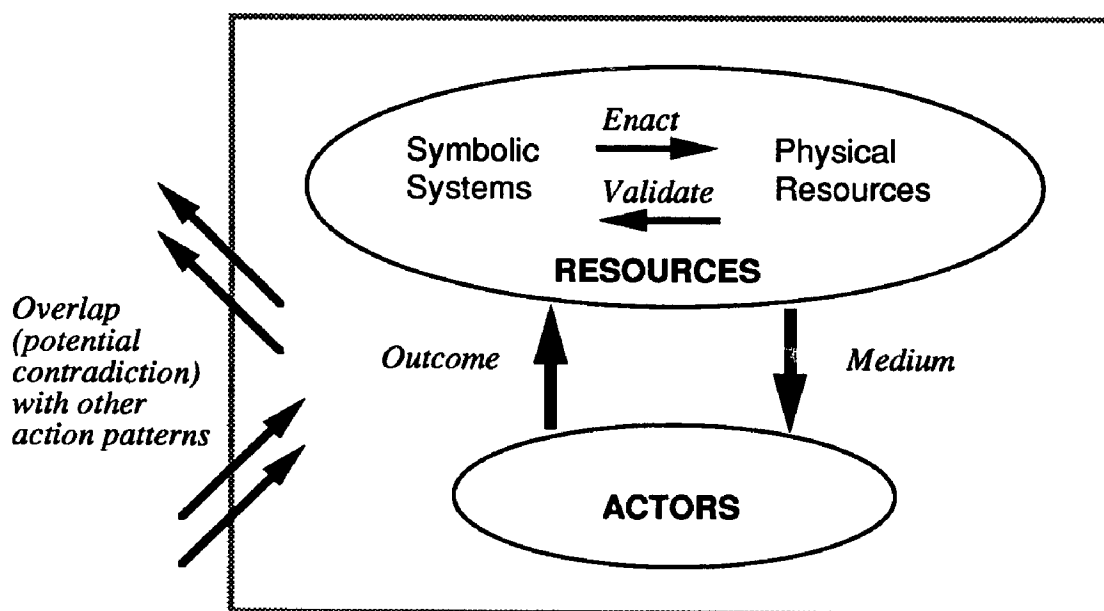 Enact
Symbolic
Systems
Physical
Resources
Validate
RESOURCES
Overlap
(potential
contradiction)
with other
action patterns
Outcome
Medium
ACTORS